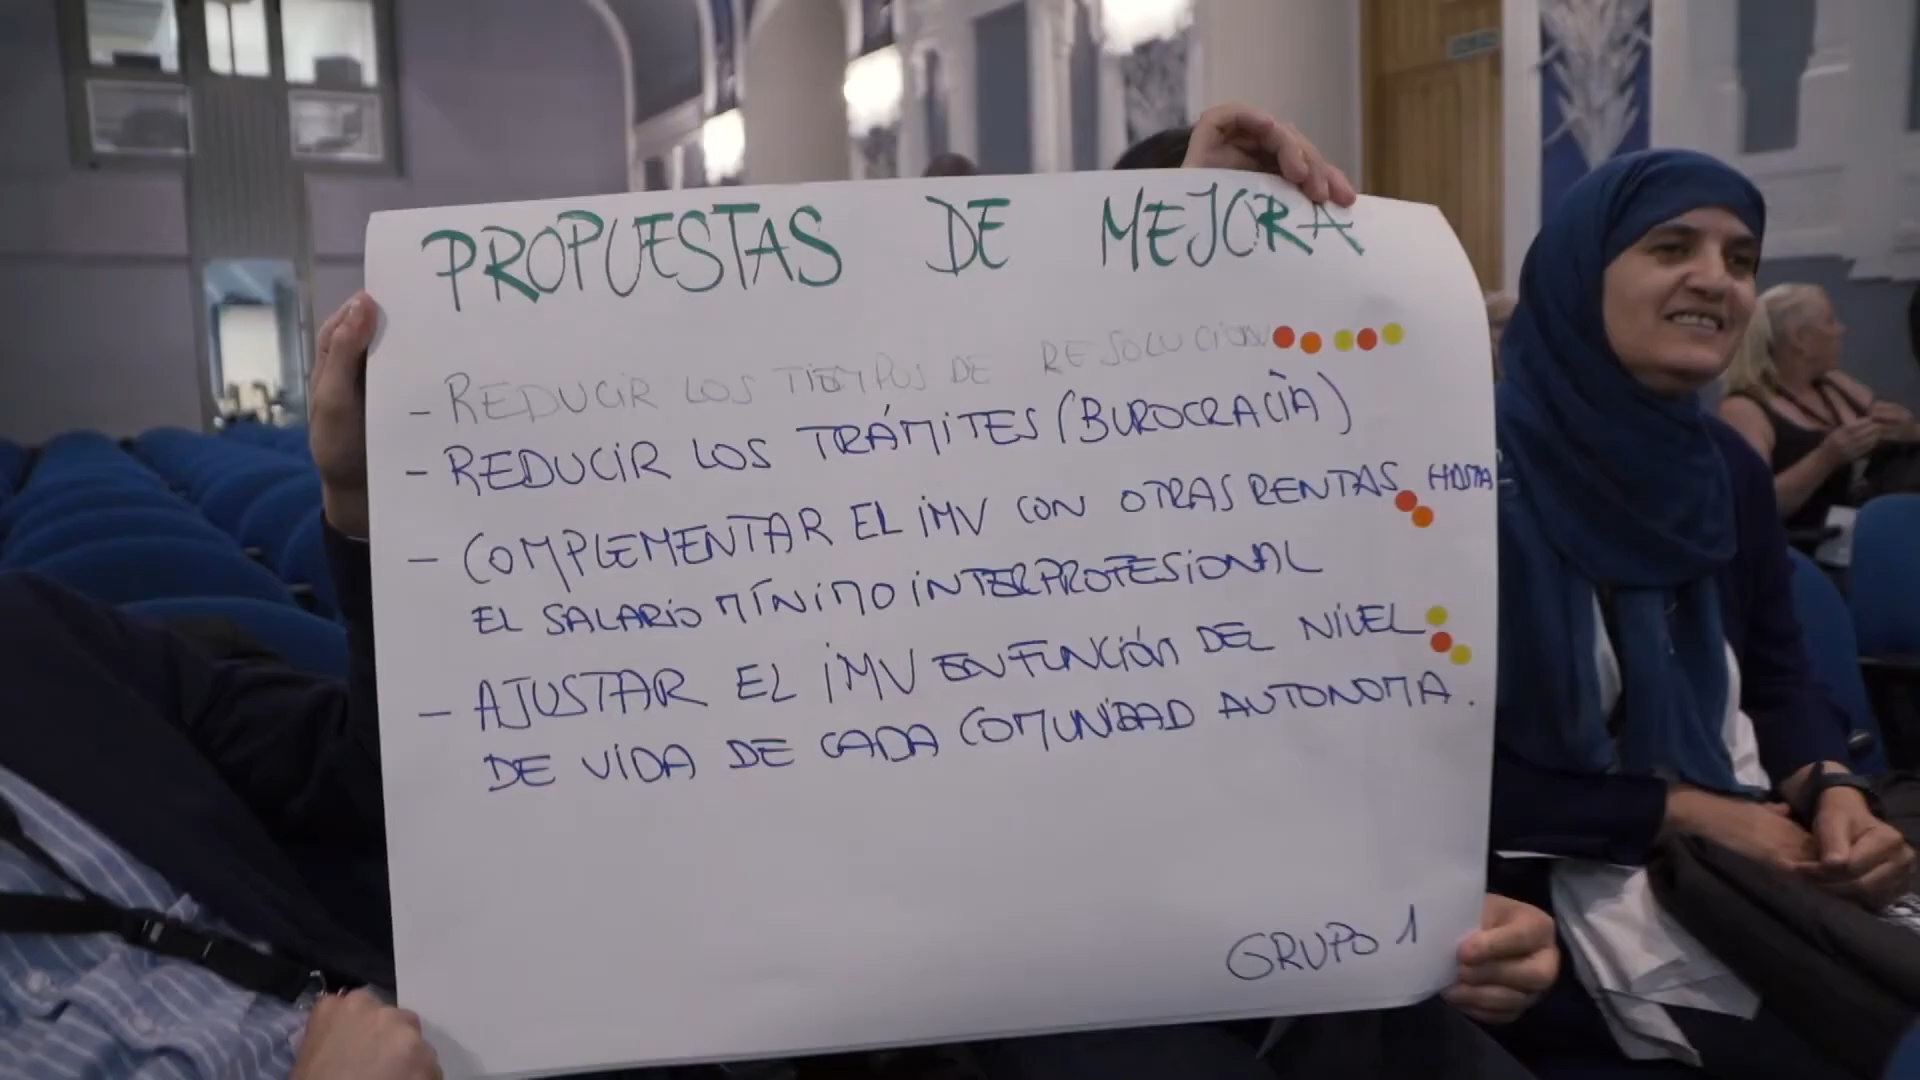 PROPUESTAS DE MEJORA
- REDUCIR LOS TIEMPOS DE RESOLUCIÓN
- REDUCIR LOS TRÁMITES (BUROCRACIA)
- COMPLEMENTAR EL IMV CON OTRAS RENTAS HASTA
EL SALARIO MÍNIMO INTERPROFESIONAL
- AJUSTAR EL IMV EN FUNCIÓN DEL NIVEL
DE VIDA DE CADA COMUNIDAD AUTONOMA.
GRUPO 1